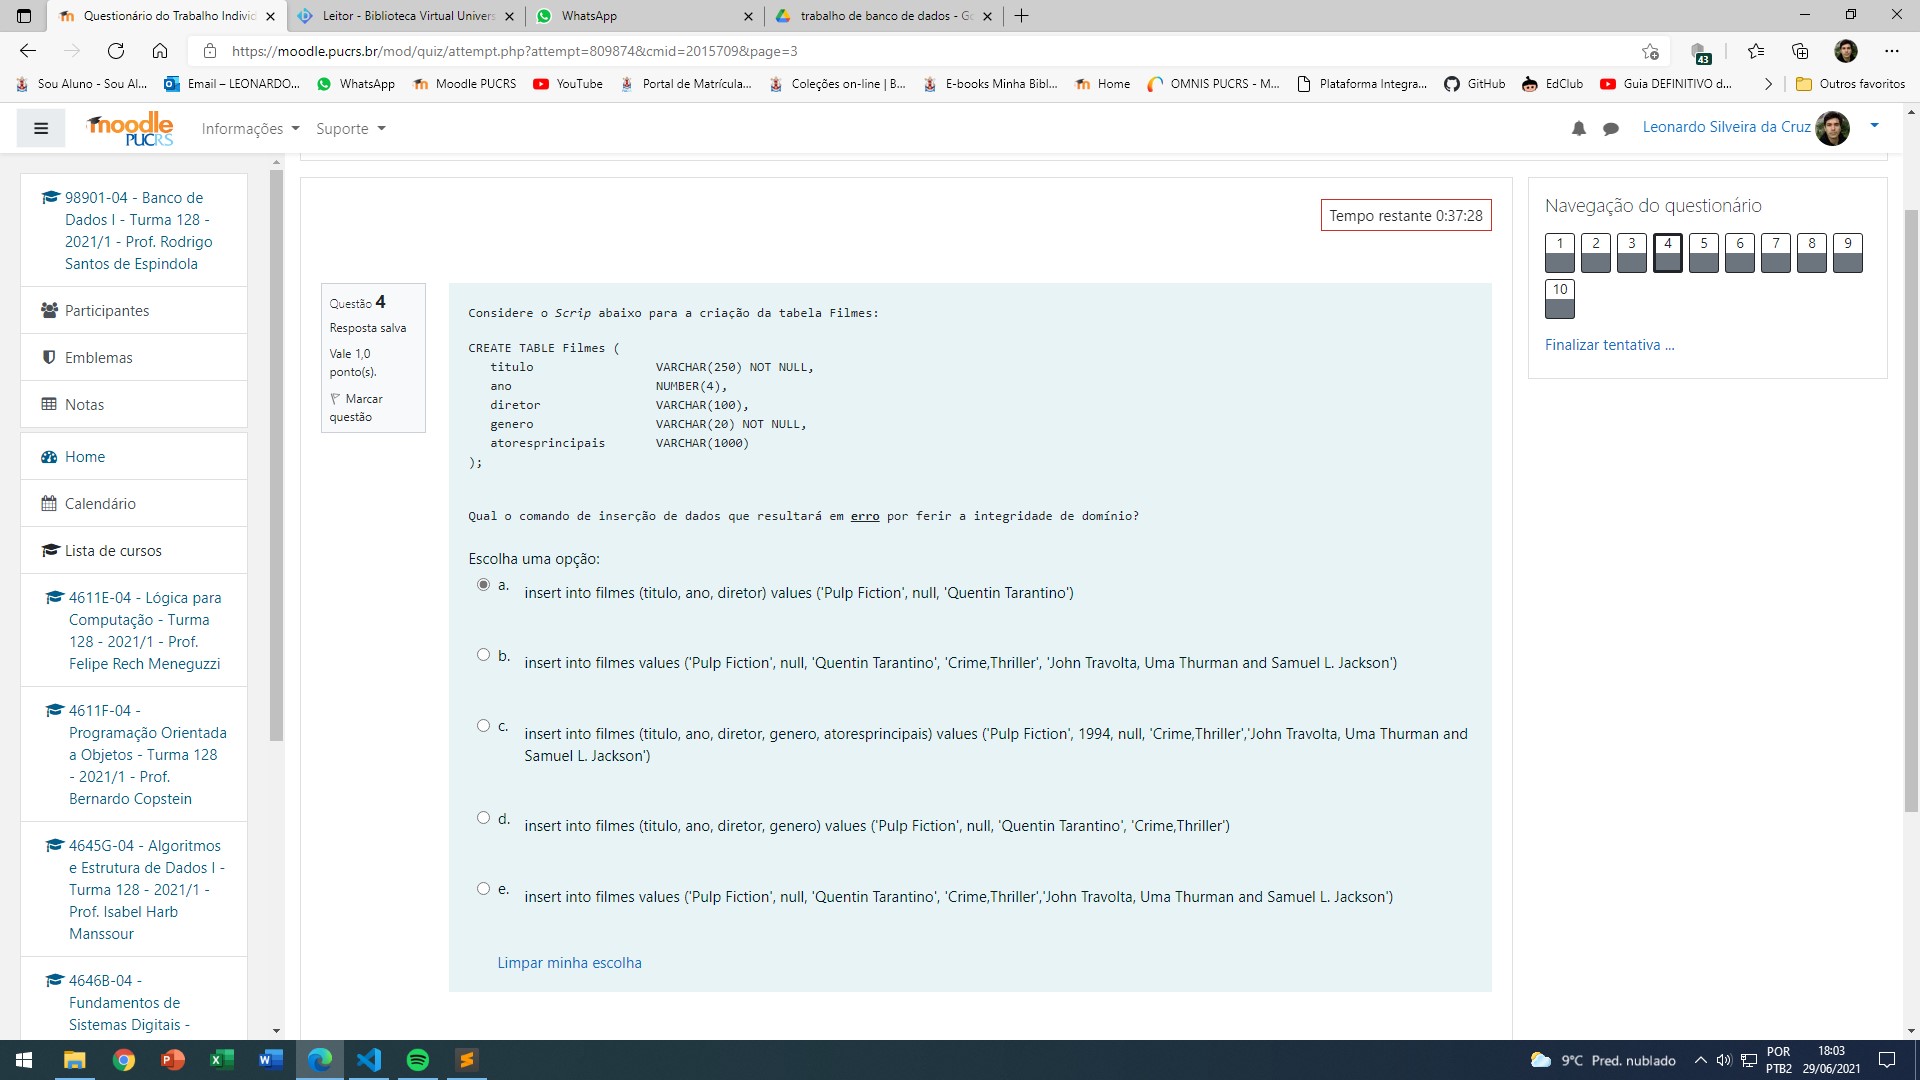 Questionário do Trabalho Individ
Leitor - Biblioteca Virtual Univers
WhatsApp
trabalho de banco de dados - Go
https://moodle.pucrs.br/mod/quiz/attempt.php?attempt=809874&cmid=2015709&page=3
43
Sou Aluno - Sou Al...
Email – LEONARDO...
WhatsApp
Moodle PUCRS
YouTube
Portal de Matrícula...
Coleções on-line | B...
E-books Minha Bibl...
Home
OMNIS PUCRS - M...
Plataforma Integra...
GitHub
EdClub
Guia DEFINITIVO d...
Outros favoritos
moodle
PUCRS
Informações
Suporte
Leonardo Silveira da Cruz
98901-04 - Banco de
Dados I - Turma 128 -
2021/1 - Prof. Rodrigo
Santos de Espindola
Participantes
Emblemas
Notas
Home
Calendário
Lista de cursos
4611E-04 - Lógica para
Computação - Turma
128 - 2021/1 - Prof.
Felipe Rech Meneguzzi
4611F-04 -
Programação Orientada
a Objetos - Turma 128
- 2021/1 - Prof.
Bernardo Copstein
4645G-04 - Algoritmos
e Estrutura de Dados I -
Turma 128 - 2021/1 -
Prof. Isabel Harb
Manssour
4646B-04 -
Fundamentos de
Sistemas Digitais -
Tempo restante 0:37:28
Questão 4
Resposta salva
Vale 1,0
ponto(s).
Marcar
questão
Considere o Scrip abaixo para a criação da tabela Filmes:
CREATE TABLE Filmes (
titulo VARCHAR(250) NOT NULL,
ano NUMBER(4),
diretor VARCHAR(100),
genero VARCHAR(20) NOT NULL,
atoresprincipais VARCHAR(1000)
);
Qual o comando de inserção de dados que resultará em erro por ferir a integridade de domínio?
Escolha uma opção:
a. insert into filmes (titulo, ano, diretor) values ('Pulp Fiction', null, 'Quentin Tarantino')
b. insert into filmes values ('Pulp Fiction', null, 'Quentin Tarantino', 'Crime,Thriller', 'John Travolta, Uma Thurman and Samuel L. Jackson')
c. insert into filmes (titulo, ano, diretor, genero, atoresprincipais) values ('Pulp Fiction', 1994, null, 'Crime,Thriller','John Travolta, Uma Thurman and
Samuel L. Jackson')
d. insert into filmes (titulo, ano, diretor, genero) values ('Pulp Fiction', null, 'Quentin Tarantino', 'Crime,Thriller')
e. insert into filmes values ('Pulp Fiction', null, 'Quentin Tarantino', 'Crime,Thriller','John Travolta, Uma Thurman and Samuel L. Jackson')
Limpar minha escolha
Navegação do questionário
1 2 3 4 5 6 7 8 9
10
Finalizar tentativa ...
9°C Pred. nublado
POR
PTB2
18:03
29/06/2021